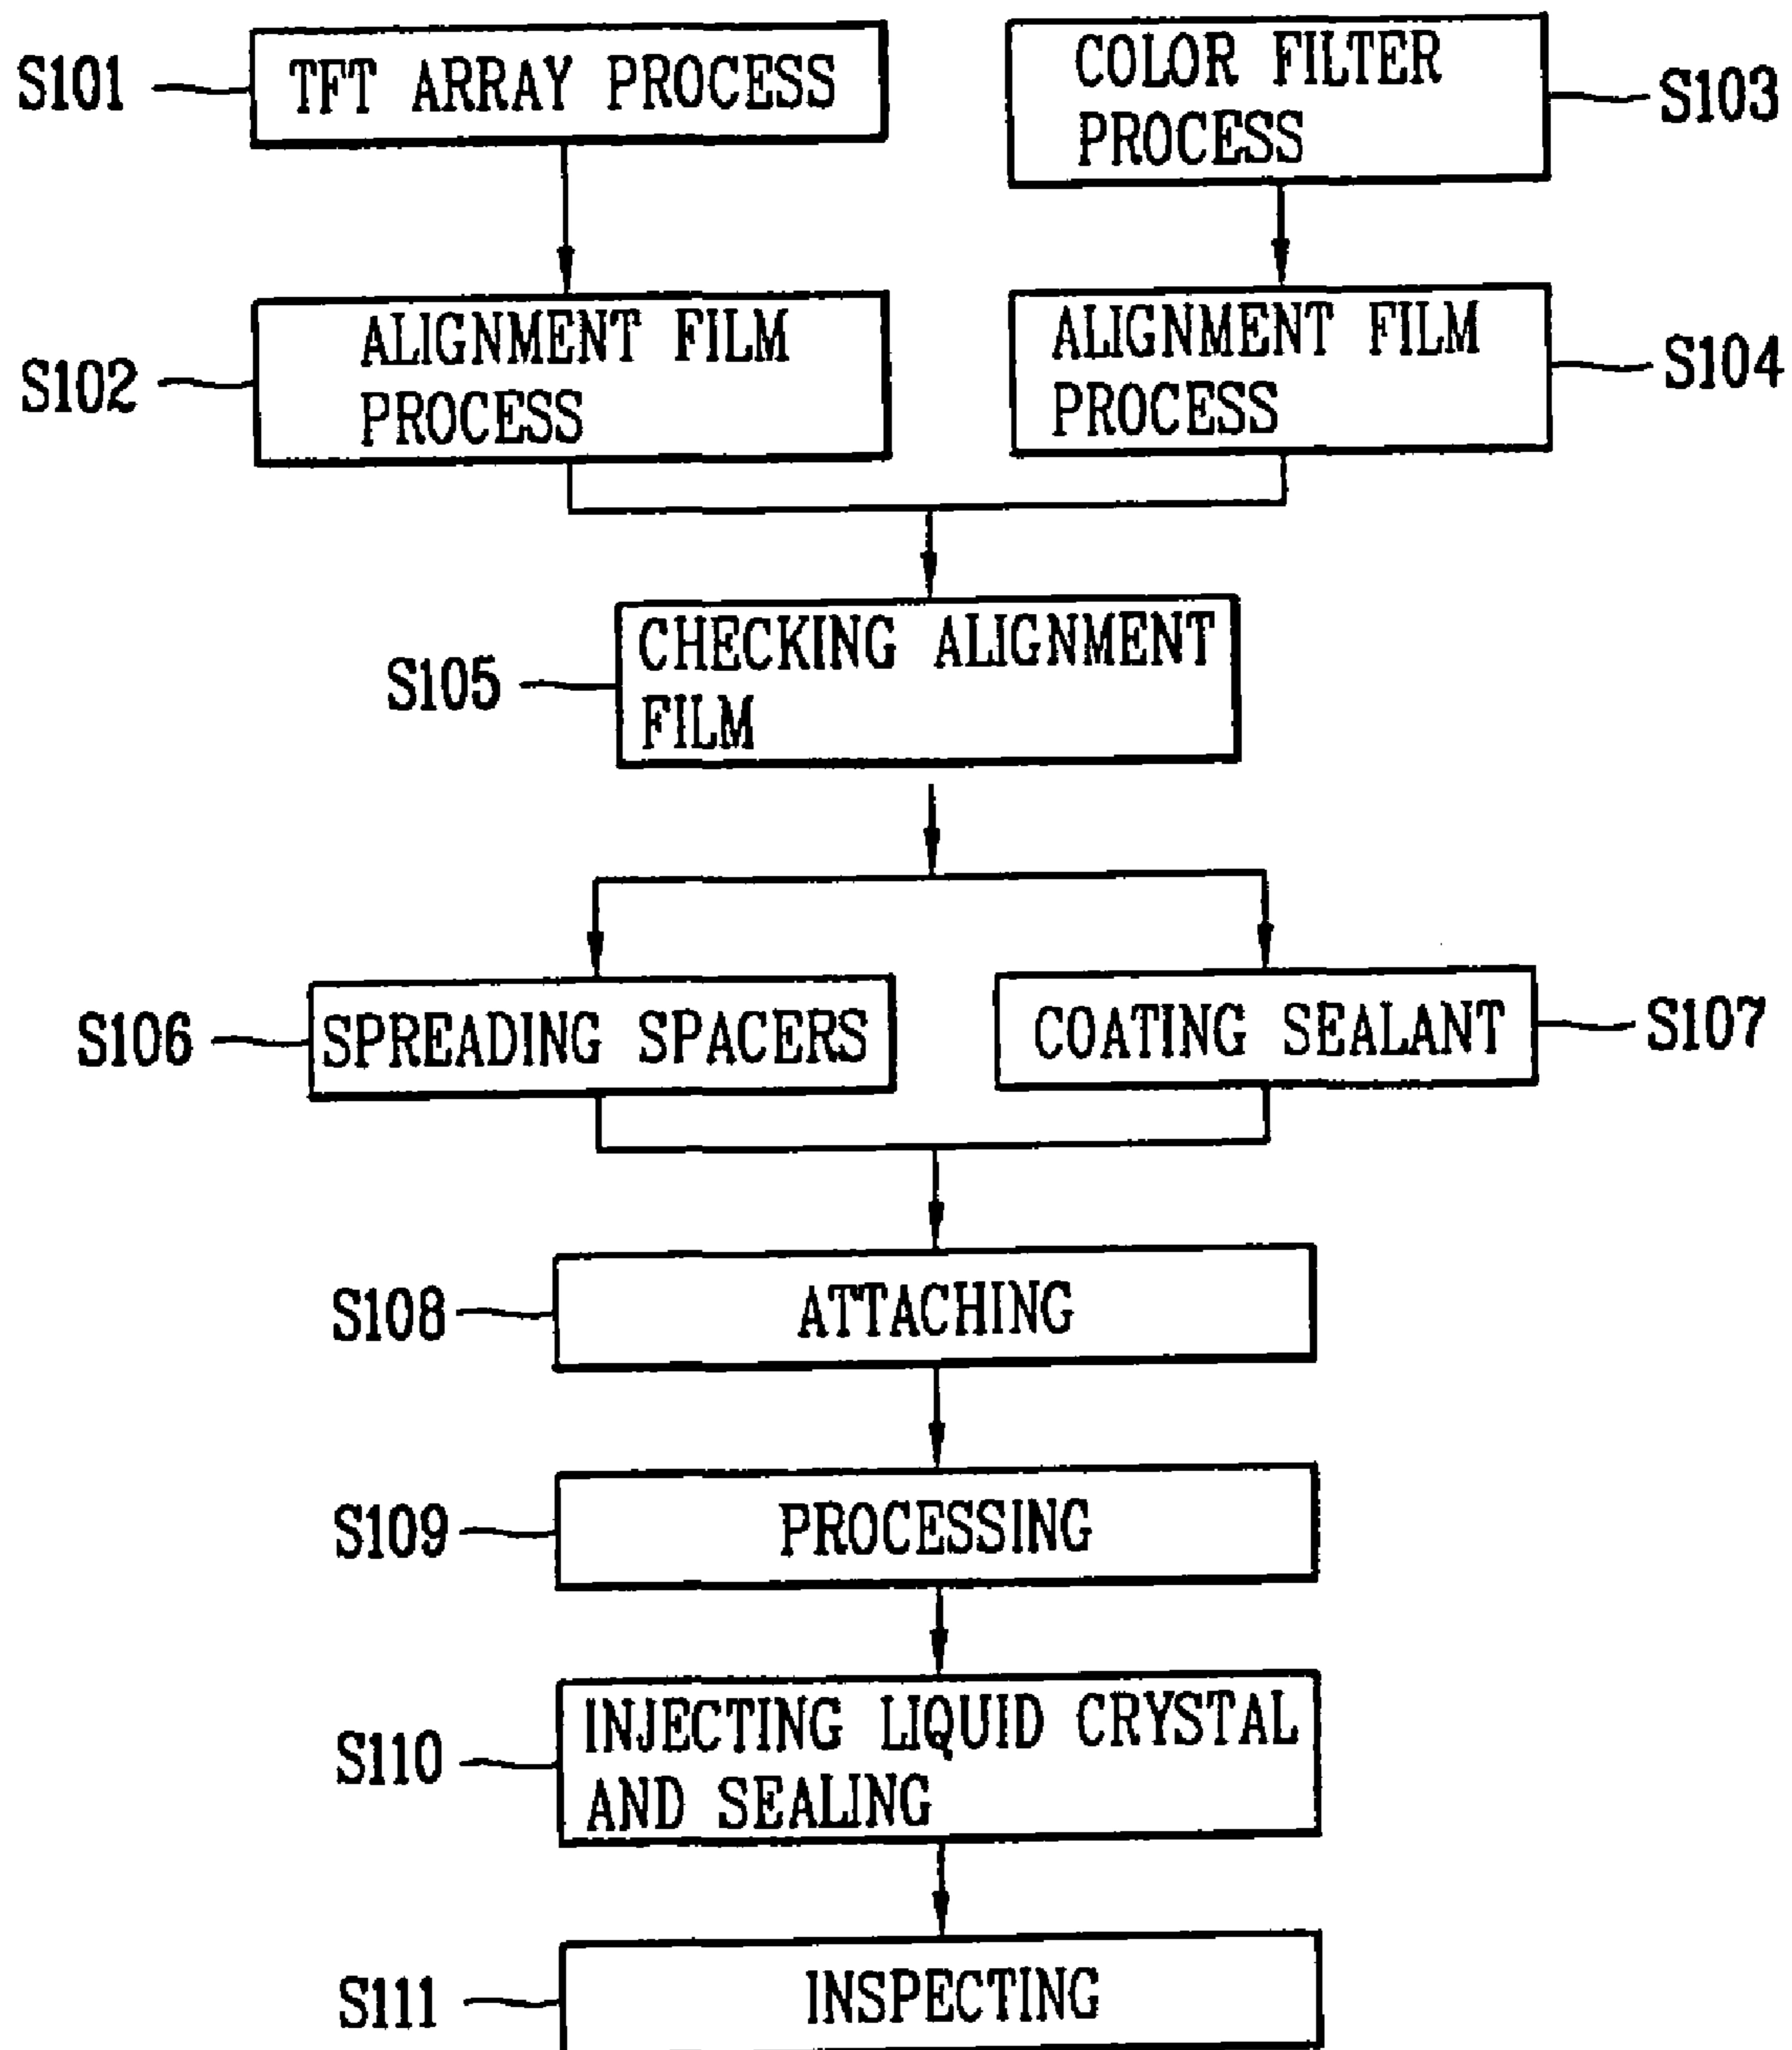 S101
TFT ARRAY PROCESS
COLOR FILTER
PROCESS
S103
S102
ALIGNMENT FILM
PROCESS
ALIGNMENT FILM
PROCESS
S104
S105
CHECKING ALIGNMENT
FILM
S106
SPREADING SPACERS
COATING SEALANT
S107
S108
ATTACHING
S109
PROCESSING
S110
INJECTING LIQUID CRYSTAL
AND SEALING
S111
INSPECTING